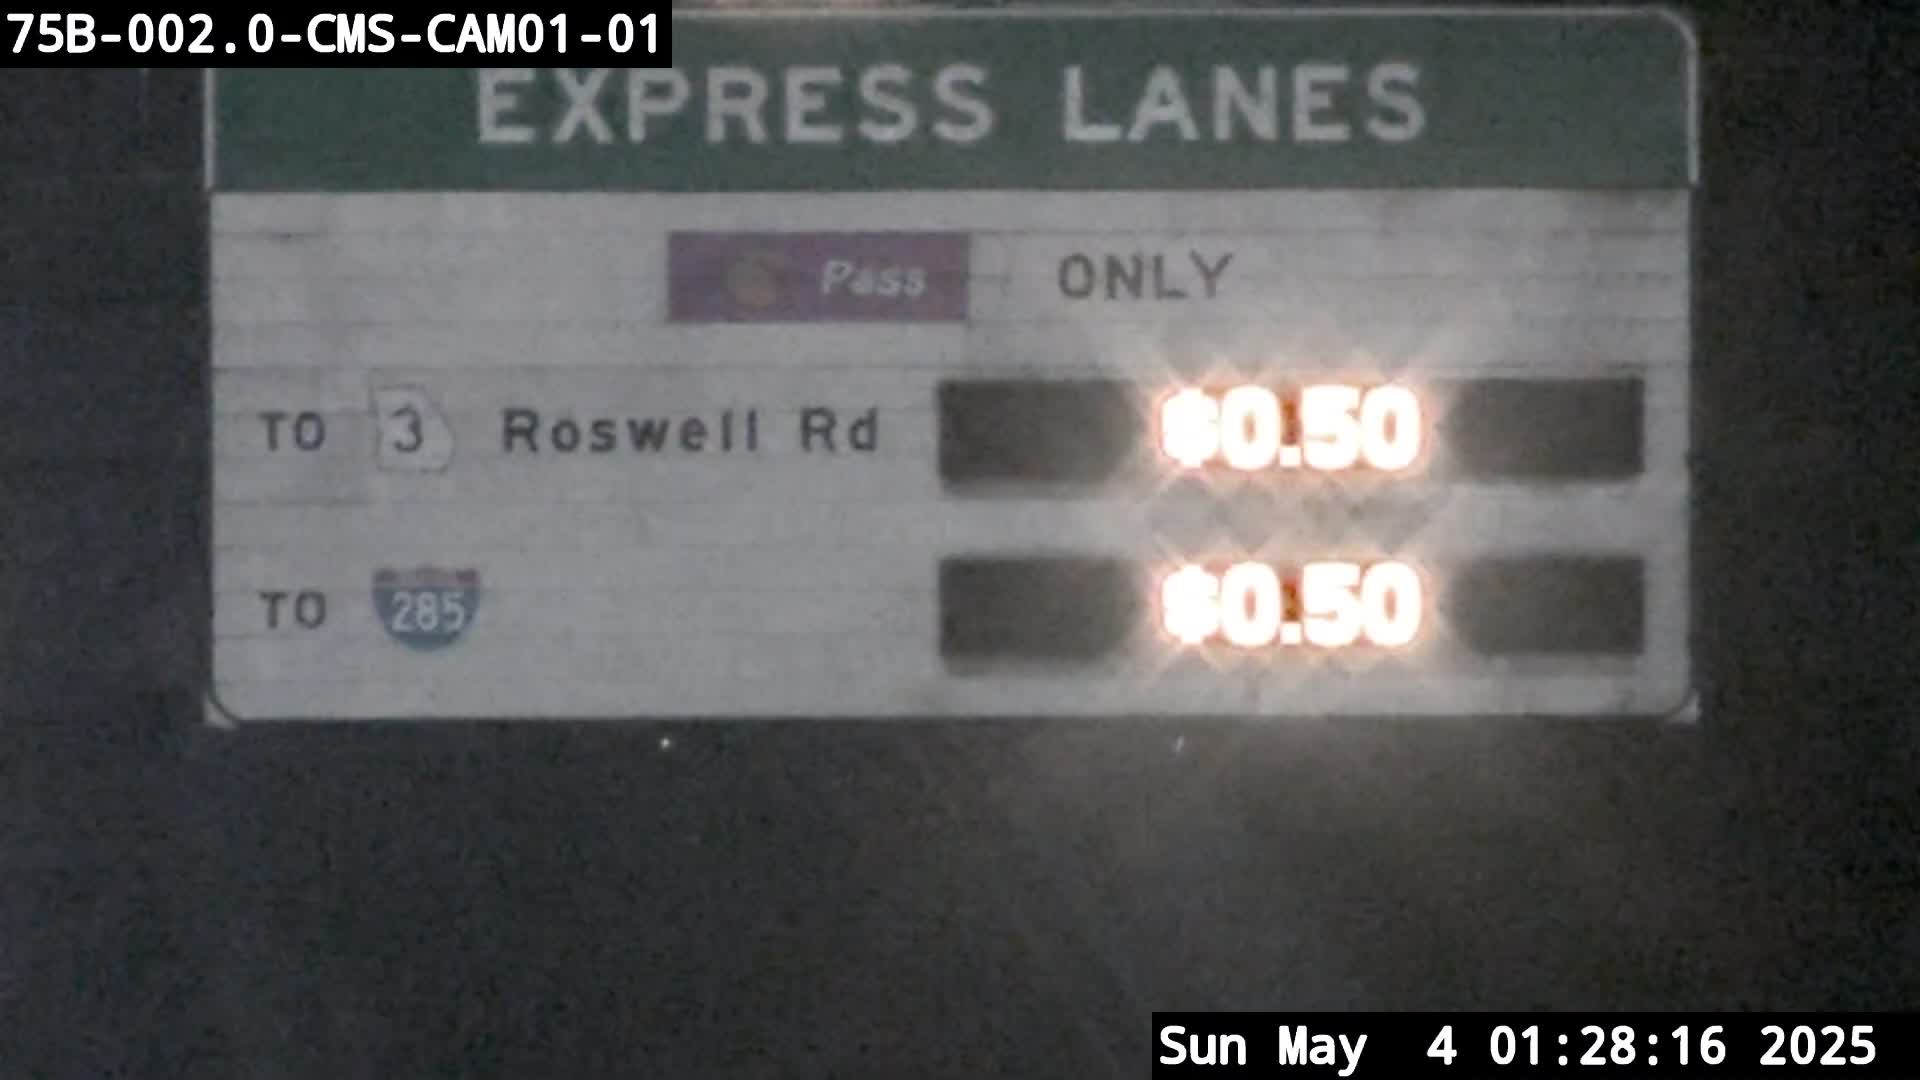 75B-002.0-CMS-CAM01-01
EXPRESS LANES
Pass ONLY
TO 3 Roswell Rd $0.50
TO 285 $0.50
Sun May 4 01:28:16 2025